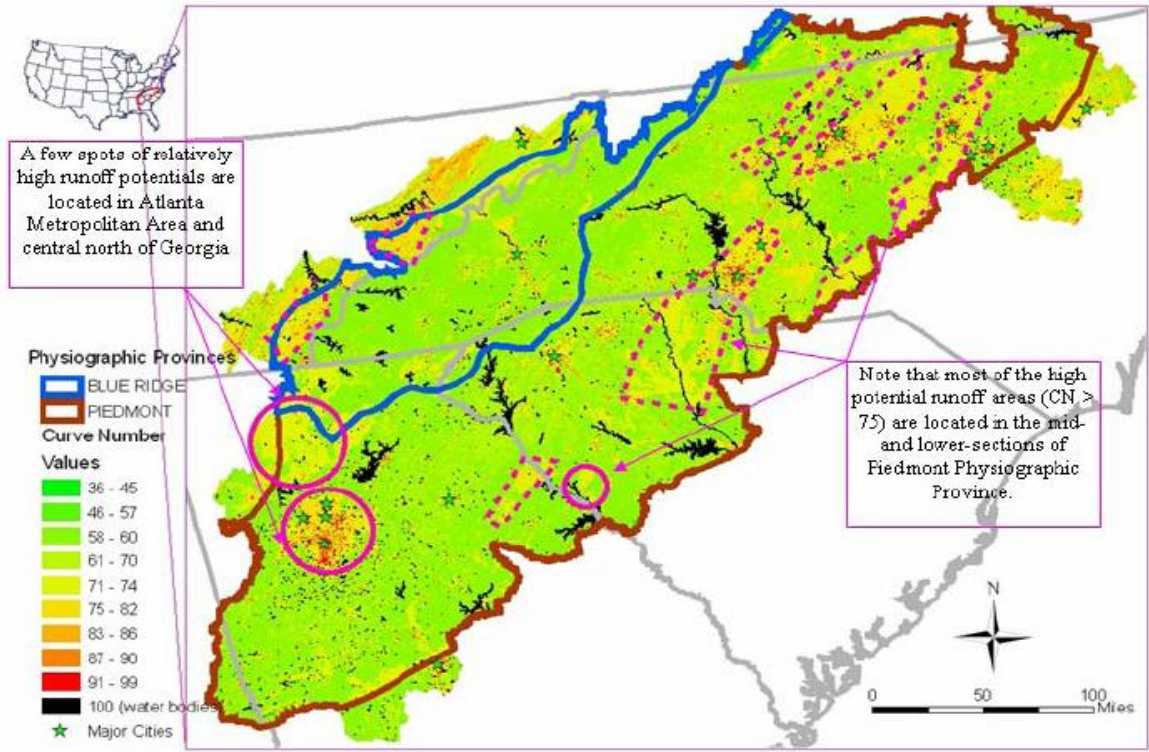 A few spots of relatively
high runoff potentials are
located in Atlanta
Metropolitan Area and
central north of Georgia
Physiographic Provinces
BLUE RIDGE
PIEDMONT
Curve Number
Values
36 - 45
46 - 57
58 - 60
61 - 70
71 - 74
75 - 82
83 - 86
87 - 90
91 - 99
100 (water bodies
Major Cities
Note that most of the high
potential runoff areas (CN >
75) are located in the mid-
and lower-sections of
Piedmont Physiographic
Province.
N
0 50 100
Miles